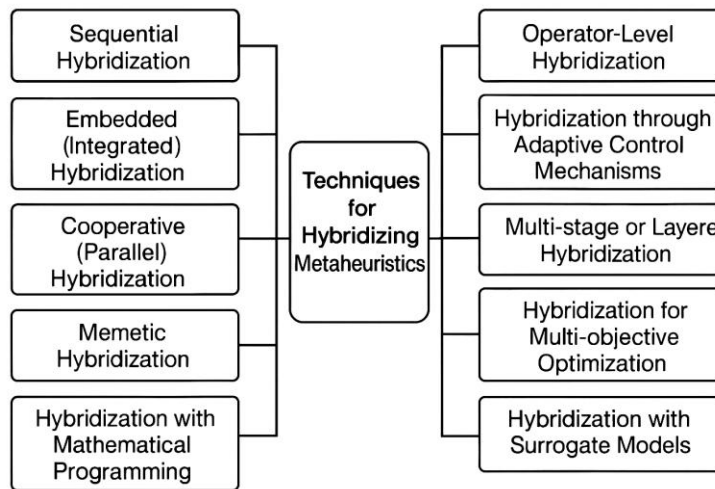 Sequential
Hybridization
Embedded
(Integrated)
Hybridization
Cooperative
(Parallel)
Hybridization
Memetic
Hybridization
Hybridization with
Mathematical
Programming
Techniques
for
Hybridizing
Metaheuristics
Operator-Level
Hybridization
Hybridization through
Adaptive Control
Mechanisms
Multi-stage or Layere
Hybridization
Hybridization for
Multi-objective
Optimization
Hybridization with
Surrogate Models